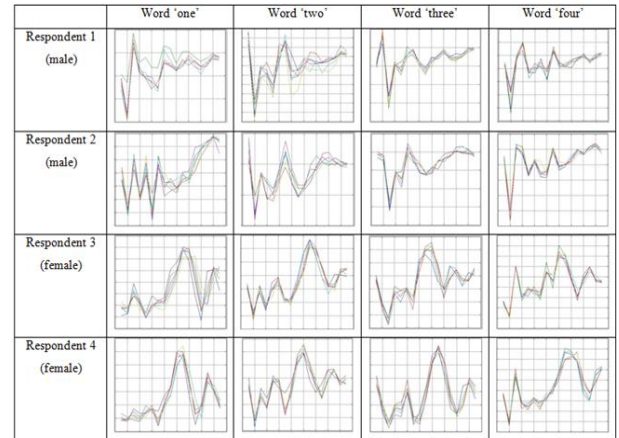 Word ‘one’ Word ‘two’ Word ‘three’ Word ‘four’
Respondent 1
(male)
Respondent 2
(male)
Respondent 3
(female)
Respondent 4
(female)